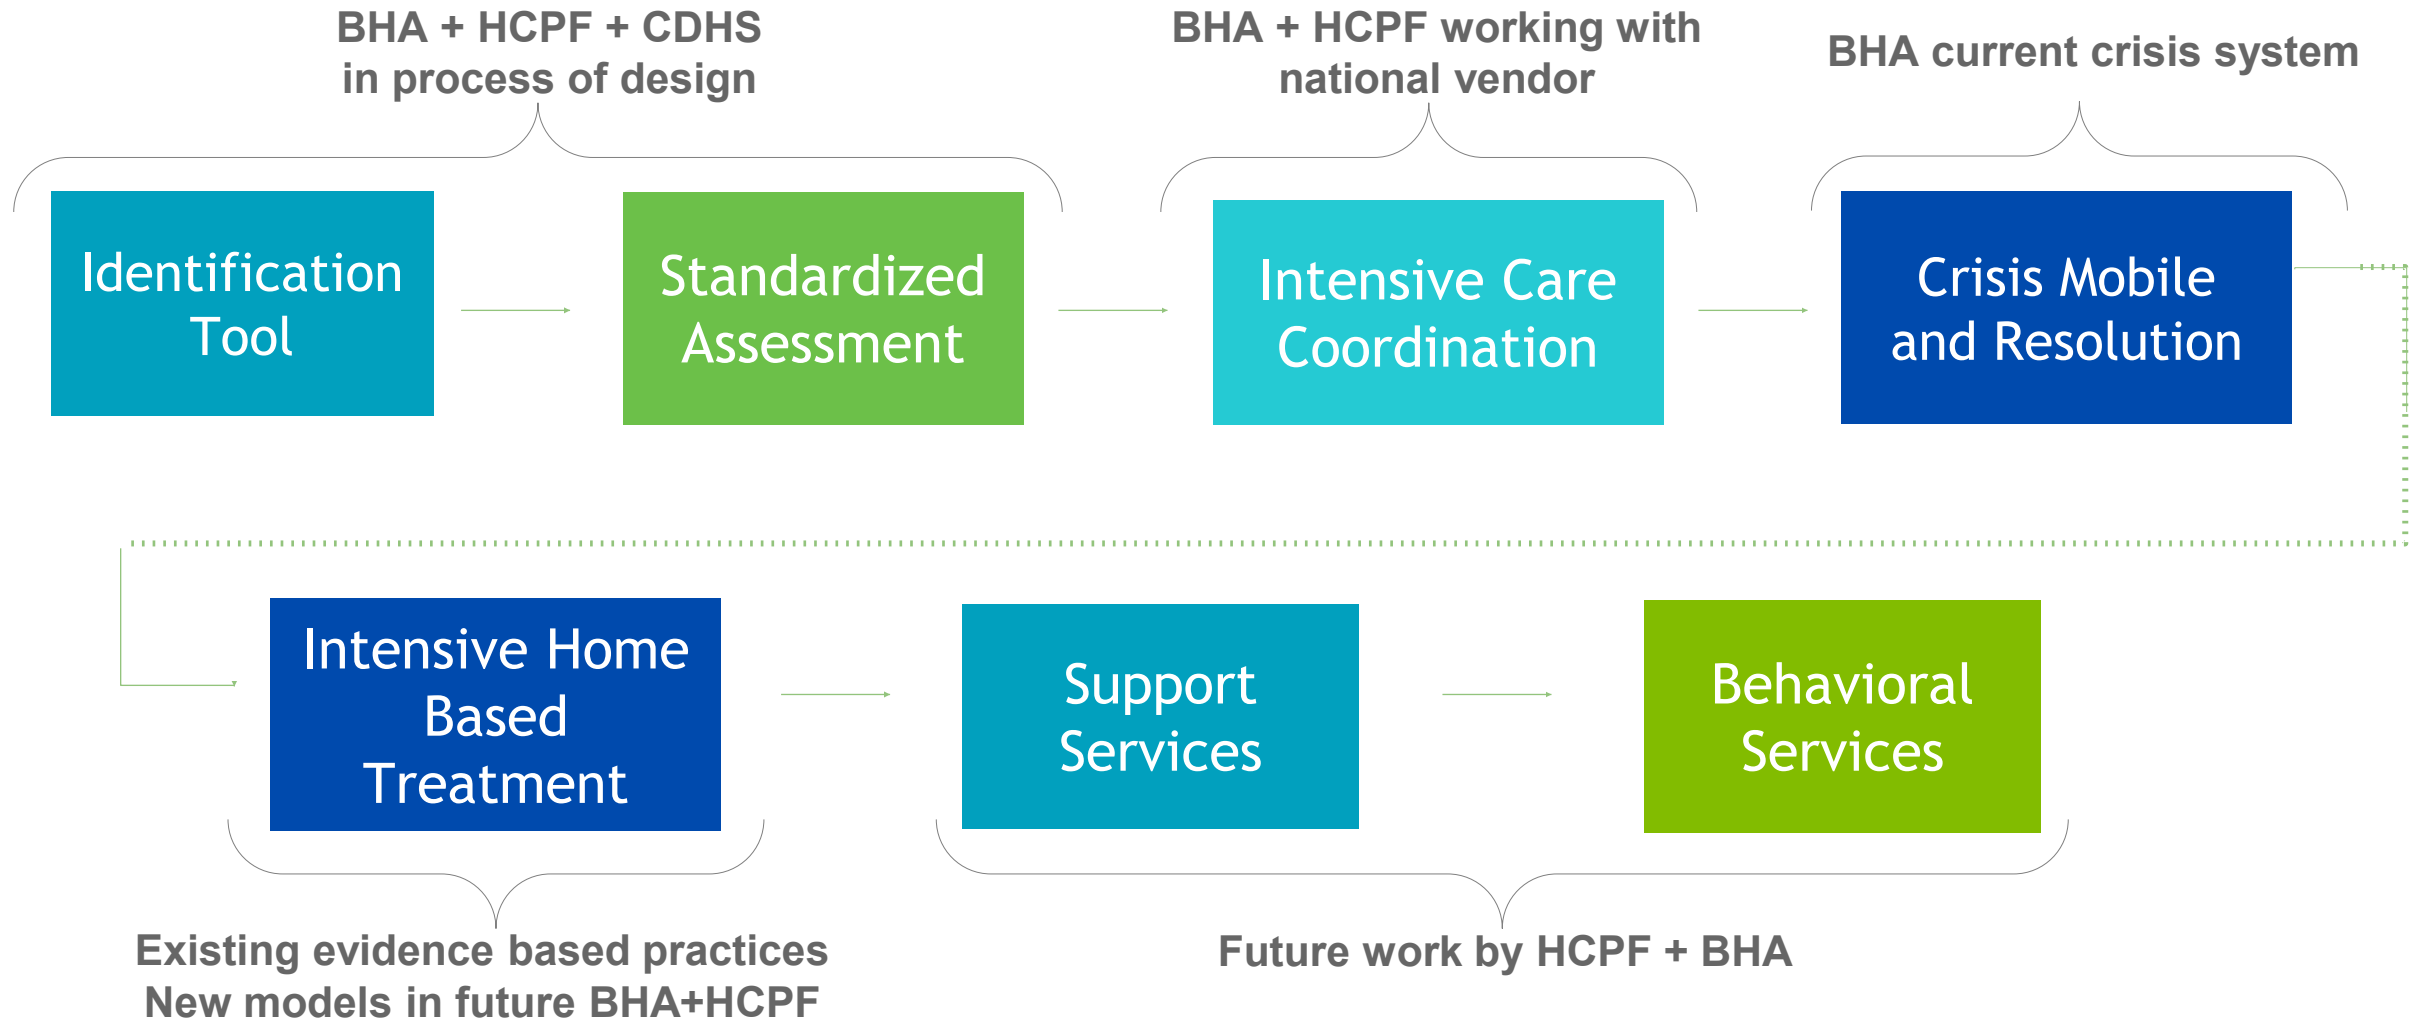 BHA + HCPF + CDHS
in process of design
BHA + HCPF working with
national vendor
BHA current crisis system
Identification
Tool
Standardized
Assessment
Intensive Care
Coordination
Crisis Mobile
and Resolution
Intensive Home
Based
Treatment
Support
Services
Behavioral
Services
Existing evidence based practices
New models in future BHA+HCPF
Future work by HCPF + BHA